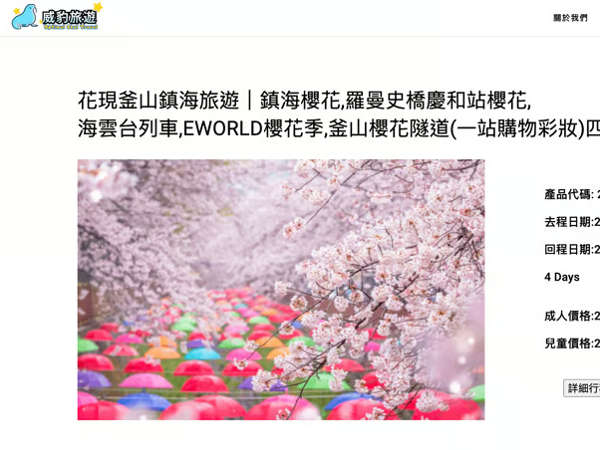 威豹旅遊
Optimal Seal Travel
關於我們
花現釜山鎮海旅遊｜鎮海櫻花,羅曼史橋慶和站櫻花,
海雲台列車,EWORLD櫻花季,釜山櫻花隧道(一站購物彩妝)四
產品代碼: 2
去程日期:2
回程日期:2
4 Days
成人價格:2
兒童價格:2
詳細行